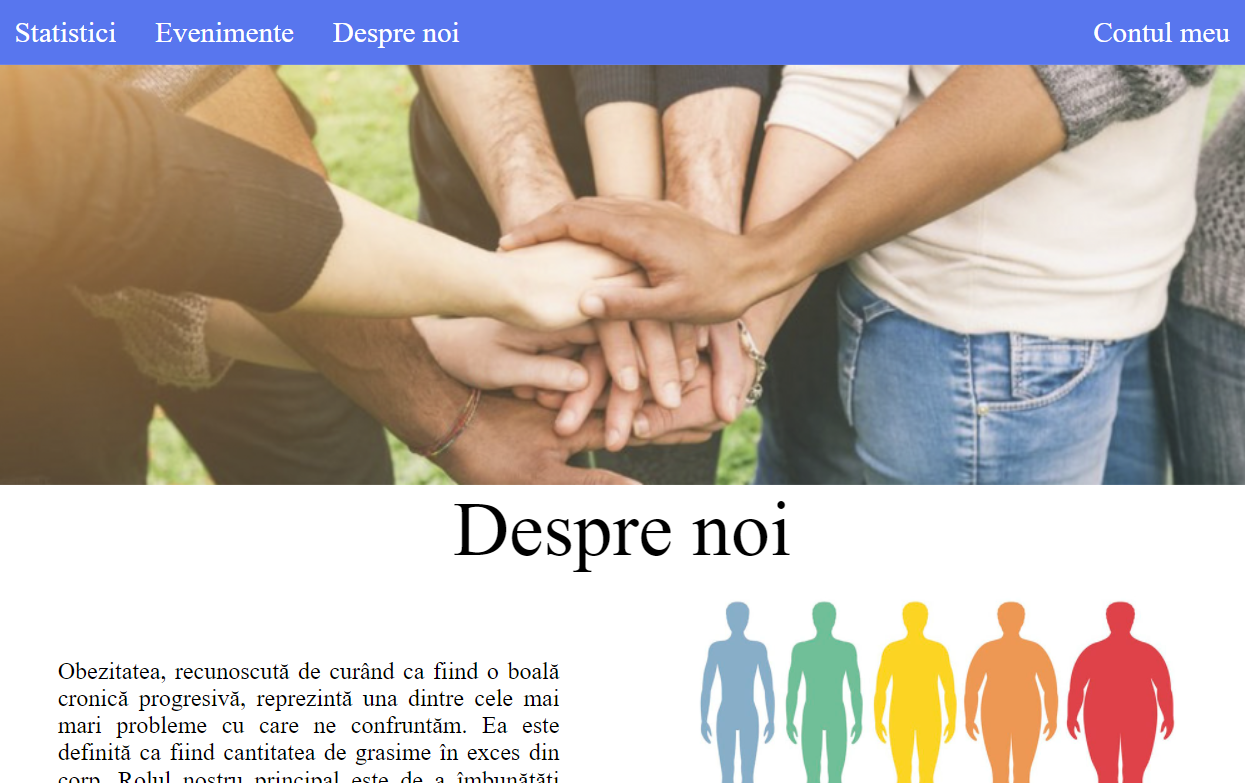 Statistici Evenimente Despre noi Contul meu
Despre noi
Obezitatea, recunoscută de curând ca fiind o boală
cronică progresivă, reprezintă una dintre cele mai
mari probleme cu care ne confruntăm. Ea este
definită ca fiind cantitatea de grasime în exces din
corp. Rolul nostru principal este de a îmbunătăți